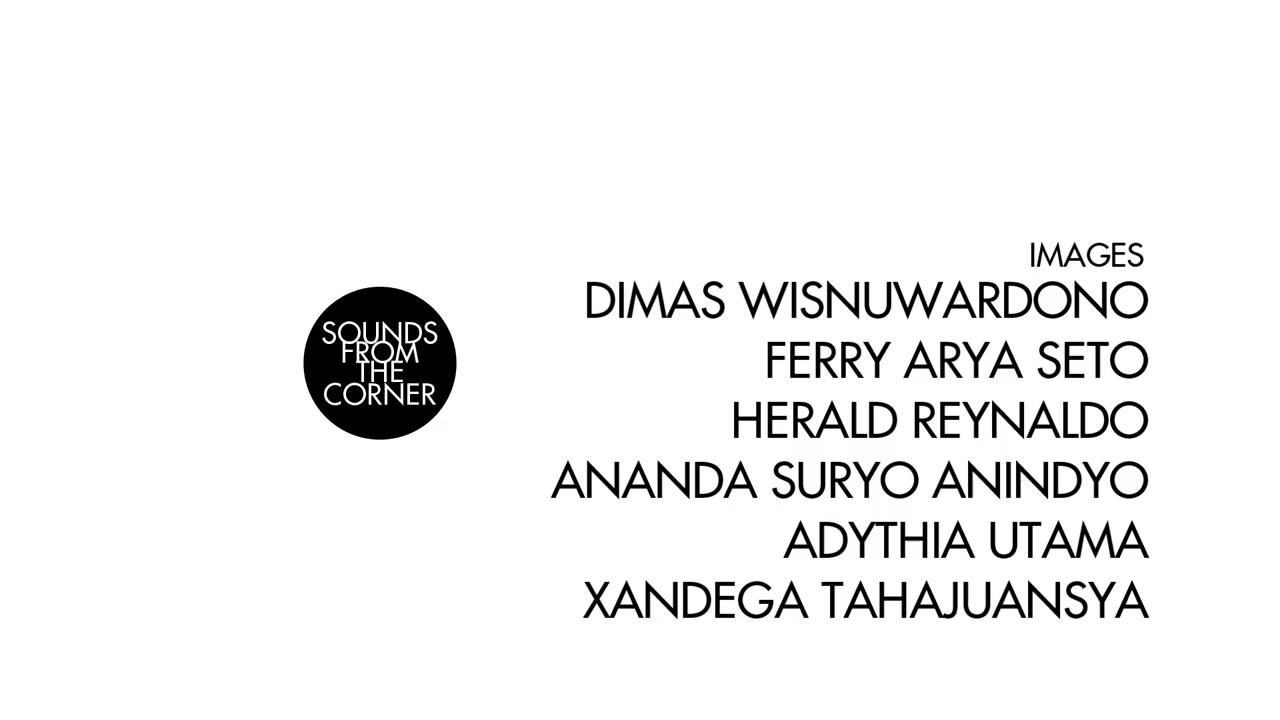 SOUNDS
FROM
THE
CORNER
IMAGES
DIMAS WISNUWARDONO
FERRY ARYA SETO
HERALD REYNALDO
ANANDA SURYO ANINDYO
ADYTHIA UTAMA
XANDEGA TAHAJUANSYA